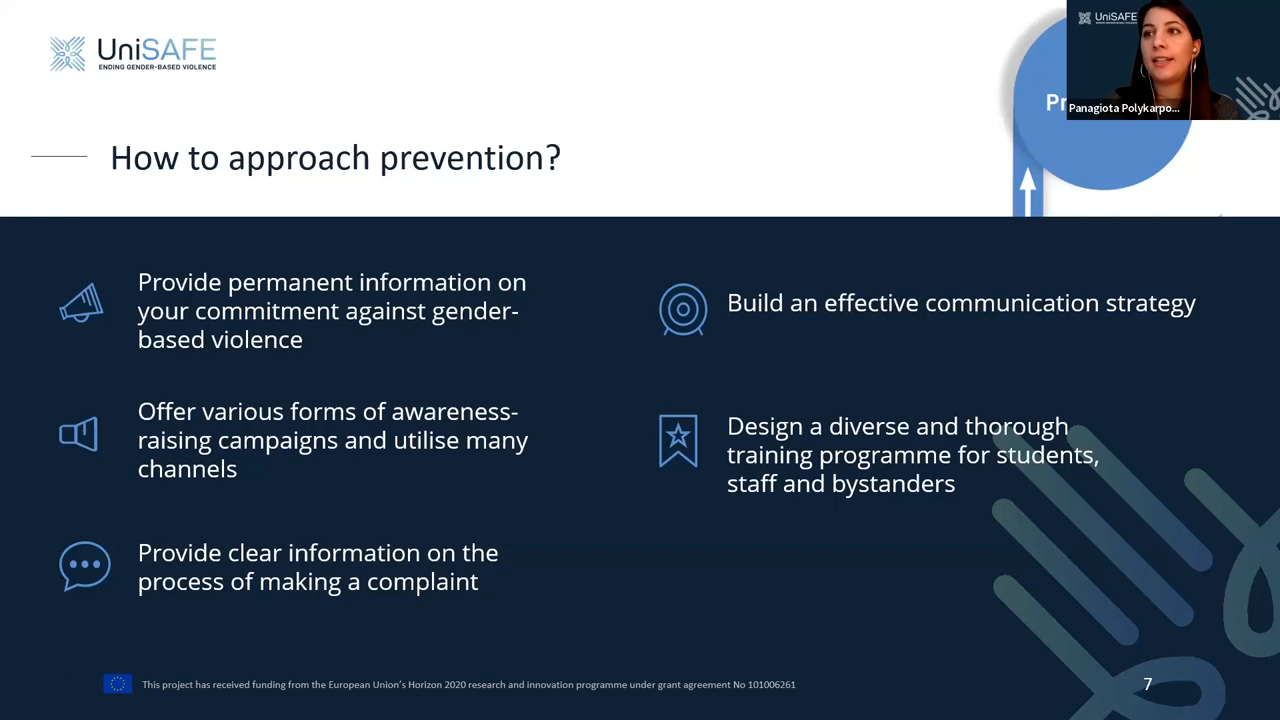 UniSAFE
ENDING GENDER-BASED VIOLENCE
UniSAFE
Pr
Panagiota Polykarpo...
How to approach prevention?
Provide permanent information on
your commitment against gender-
based violence
Offer various forms of awareness-
raising campaigns and utilise many
channels
Provide clear information on the
process of making a complaint
Build an effective communication strategy
Design a diverse and thorough
training programme for students,
staff and bystanders
This project has received funding from the European Union's Horizon 2020 research and innovation programme under grant agreement No 101006261
7